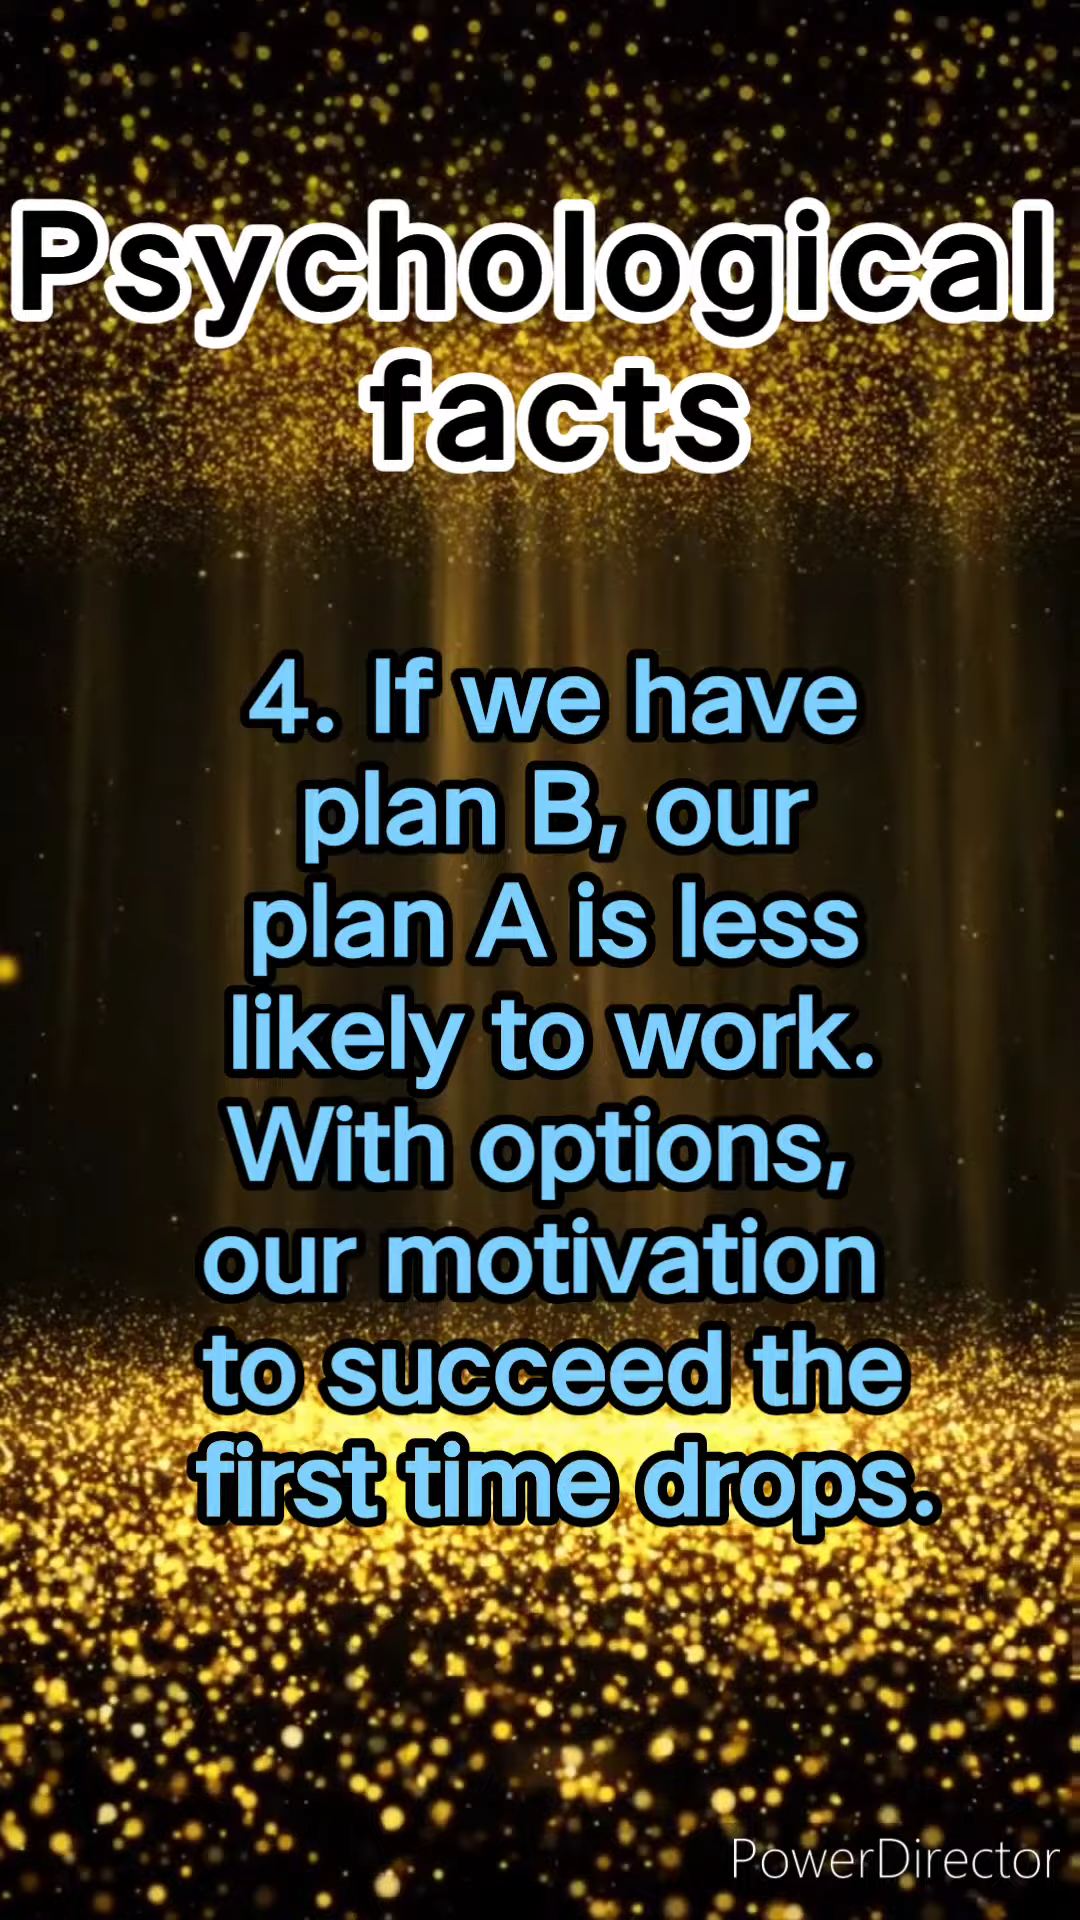 Psychological
facts
4. If we have
plan B, our
plan A is less
likely to work.
With options,
our motivation
to succeed the
first time drops.
PowerDirector